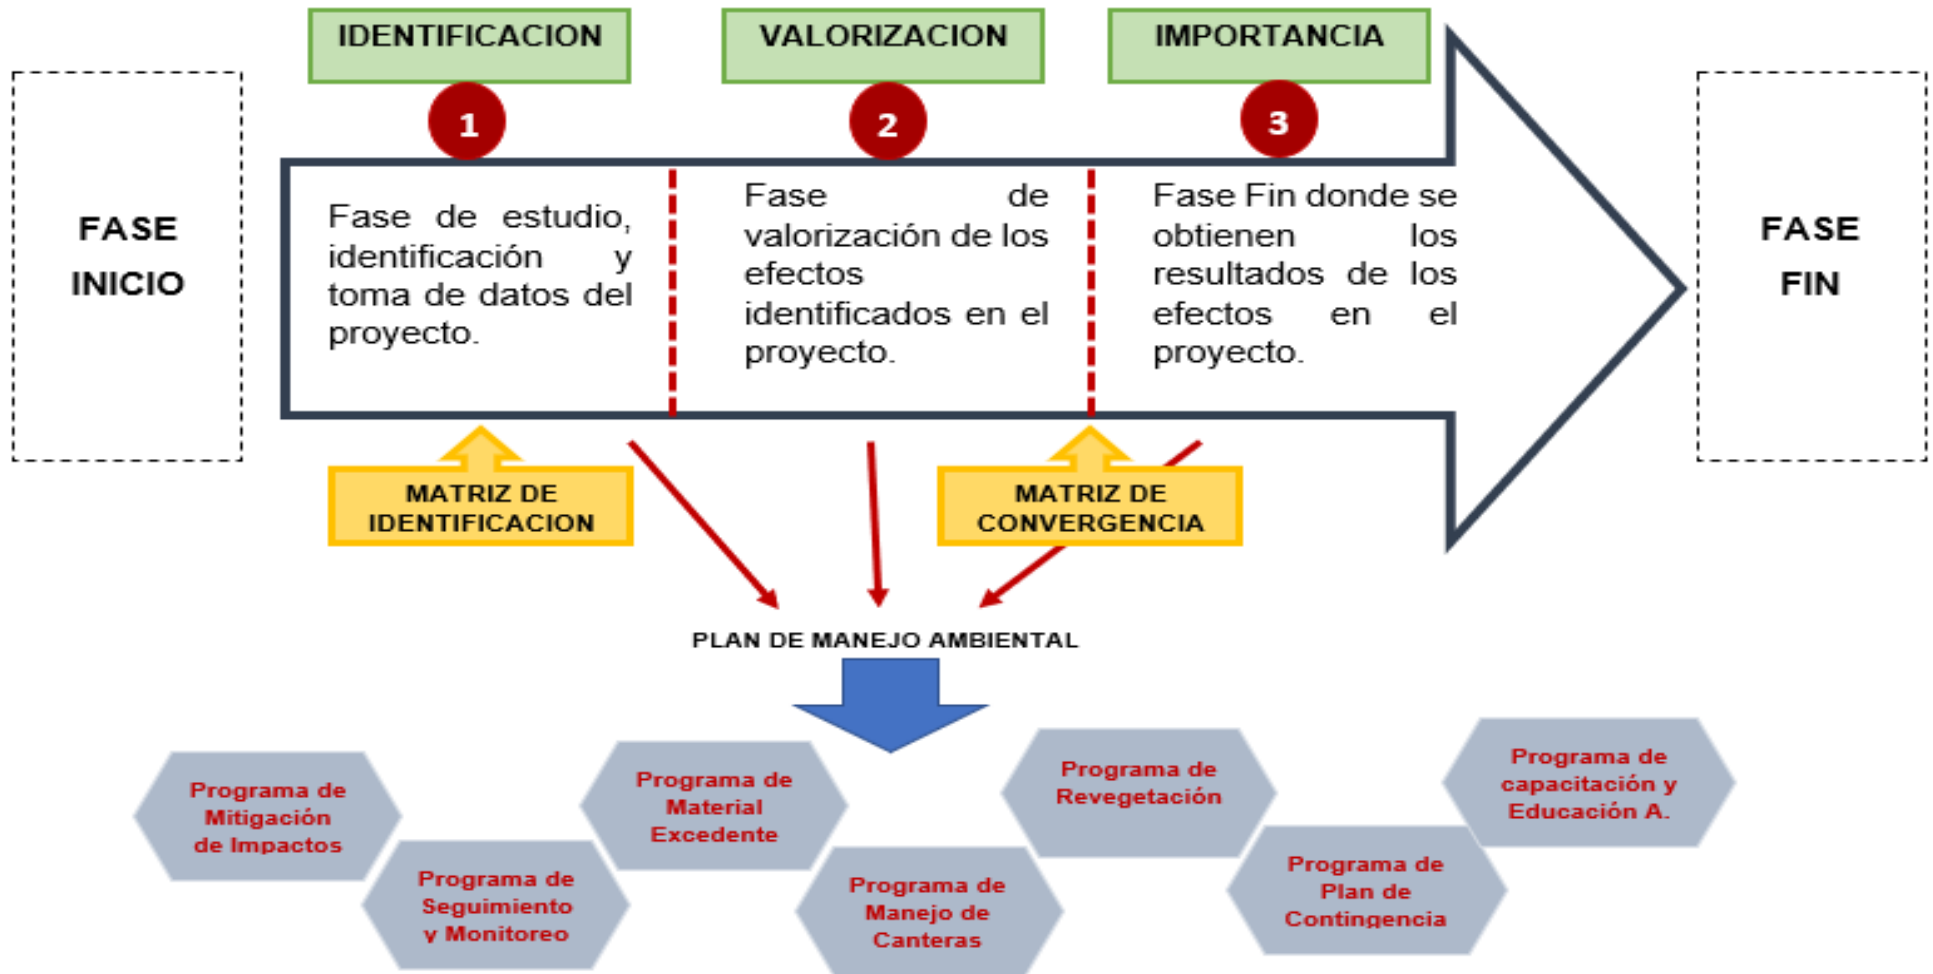 IDENTIFICACION
VALORIZACION
IMPORTANCIA
1
2
3
FASE
INICIO
Fase de estudio,
identificación y
toma de datos del
proyecto.
Fase de
valorización de los
efectos
identificados en el
proyecto.
Fase Fin donde se
obtienen los
resultados de los
efectos en el
proyecto.
FASE
FIN
MATRIZ DE
IDENTIFICACION
MATRIZ DE
CONVERGENCIA
PLAN DE MANEJO AMBIENTAL
Programa de
Mitigación
de Impactos
Programa de
Seguimiento
y Monitoreo
Programa de
Material
Excedente
Programa de
Manejo de
Canteras
Programa de
Revegetación
Programa de
Plan de
Contingencia
Programa de
capacitación y
Educación A.